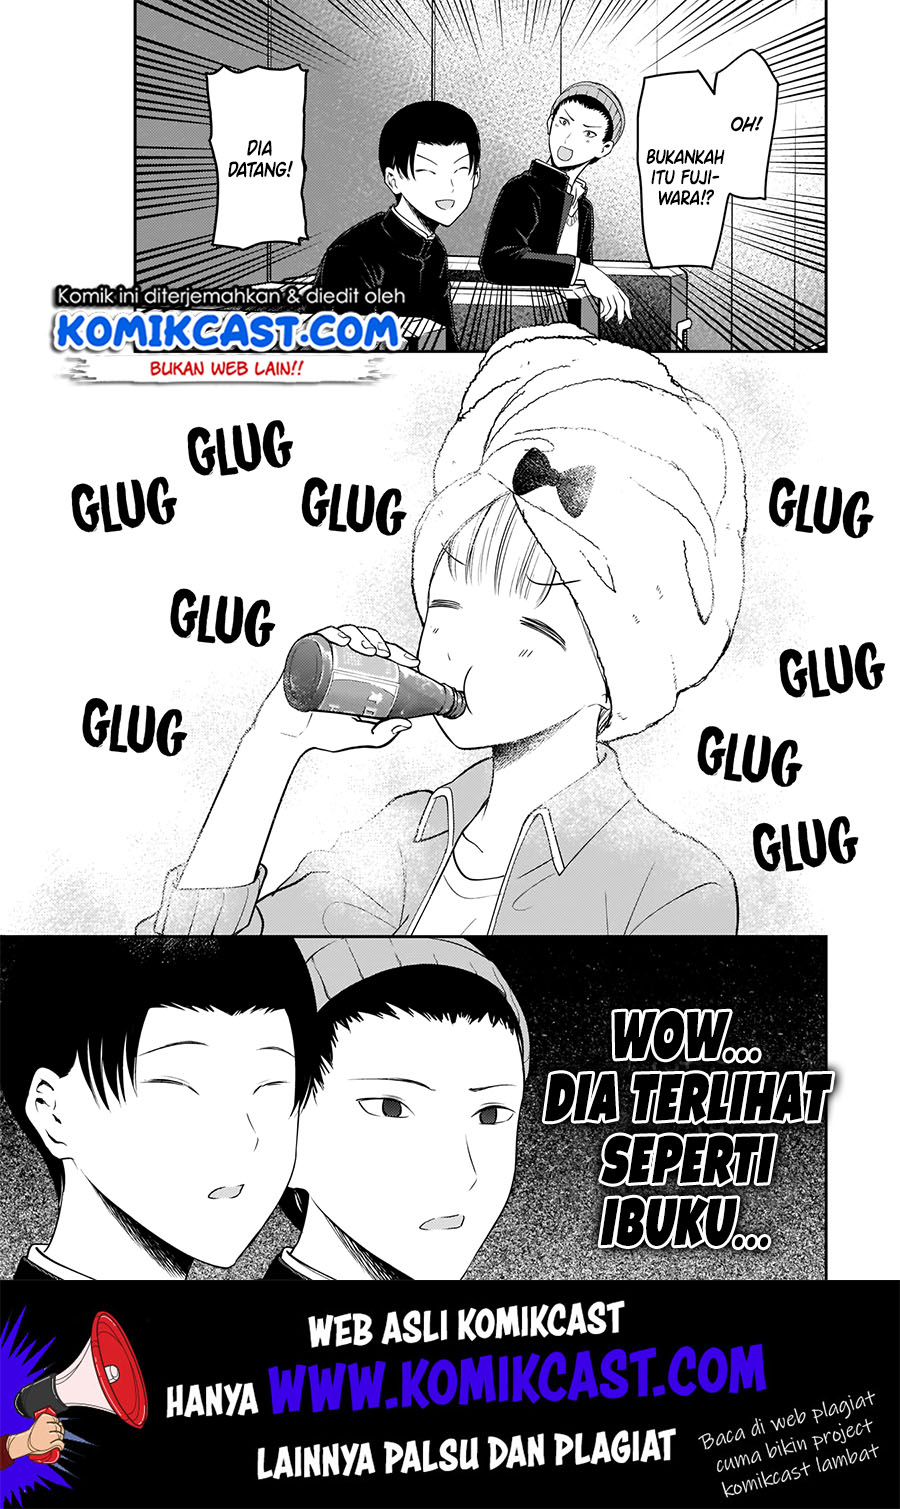 OH!
BUKANKAH
ITU FUJI-
WARA!?
DIA
DATANG!
Komik ini diterjemahkan & diedit oleh
KOMIKCAST.COM
BUKAN WEB LAIN!!
GLUG
GLUG
GLUG
GLUG
GLUG
GLUG
GLUG
GLUG
GLUG
WOW...
DIA TERLIHAT
SEPERTI
IBUKU...
WEB ASLI KOMIKCAST
HANYA WWW.KOMIKCAST.COM
LAINNYA PALSU DAN PLAGIAT
Baca di web plagiat
cuma bikin project
komikcast lambat